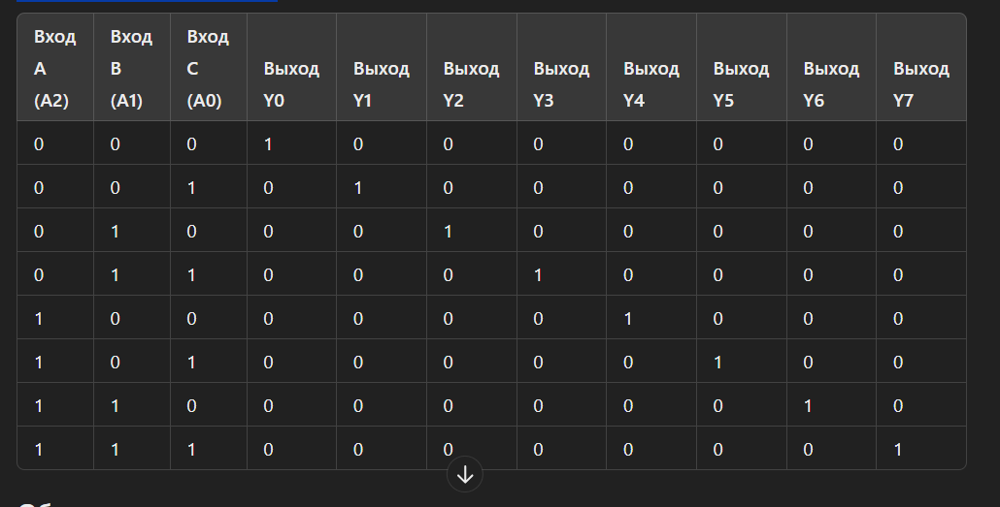 Вход Вход Вход
A B C Выход Выход Выход Выход Выход Выход Выход Выход
(A2) (A1) (A0) Y0 Y1 Y2 Y3 Y4 Y5 Y6 Y7
0 0 0 1 0 0 0 0 0 0 0
0 0 1 0 1 0 0 0 0 0 0
0 1 0 0 0 1 0 0 0 0 0
0 1 1 0 0 0 1 0 0 0 0
1 0 0 0 0 0 0 1 0 0 0
1 0 1 0 0 0 0 0 1 0 0
1 1 0 0 0 0 0 0 0 1 0
1 1 1 0 0 0 0 0 0 0 1